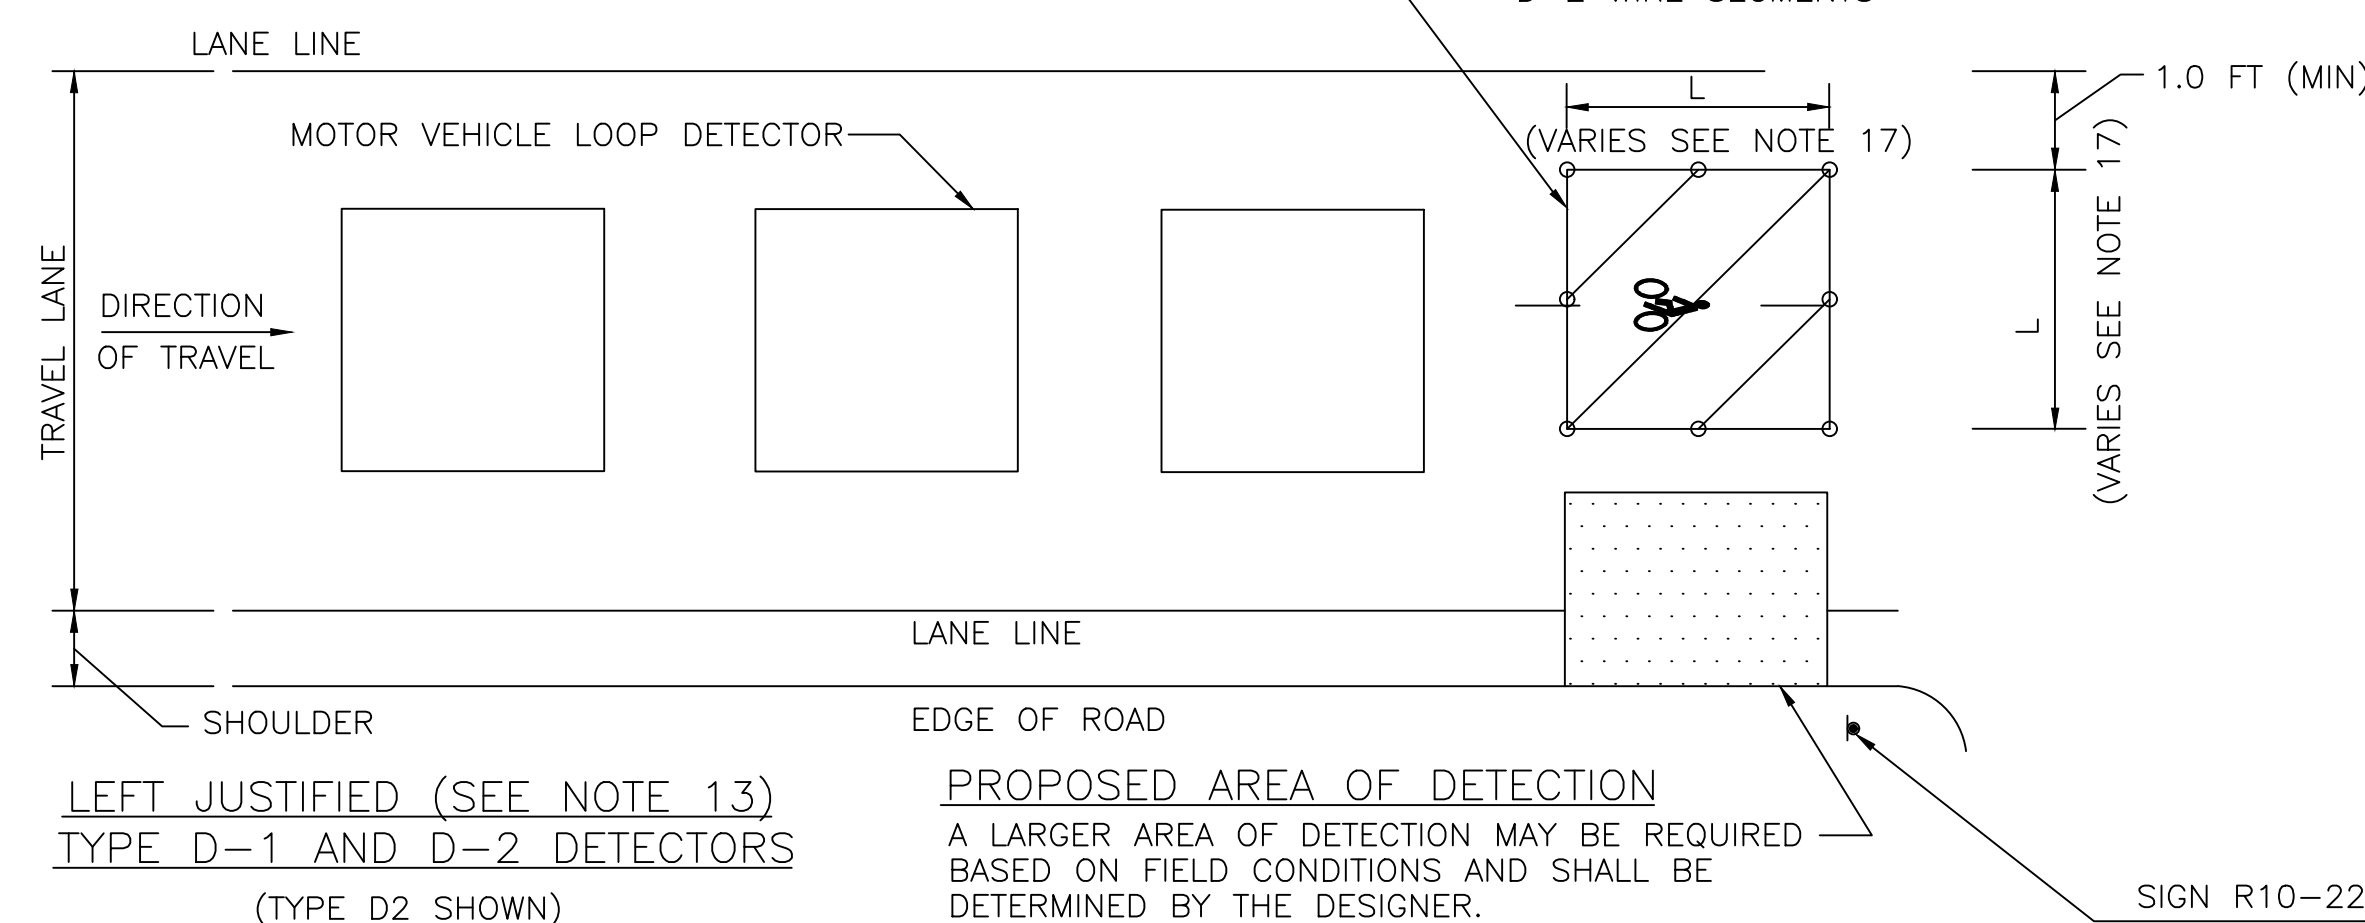 LANE LINE
1.0 FT (MIN)
L
MOTOR VEHICLE LOOP DETECTOR
(VARIES SEE NOTE 17)
TRAVEL LANE
DIRECTION
OF TRAVEL
L
(VARIES SEE NOTE 17)
LANE LINE
SHOULDER
EDGE OF ROAD
LEFT JUSTIFIED (SEE NOTE 13)
TYPE D-1 AND D-2 DETECTORS
(TYPE D2 SHOWN)
PROPOSED AREA OF DETECTION
A LARGER AREA OF DETECTION MAY BE REQUIRED
BASED ON FIELD CONDITIONS AND SHALL BE
DETERMINED BY THE DESIGNER.
SIGN R10-22